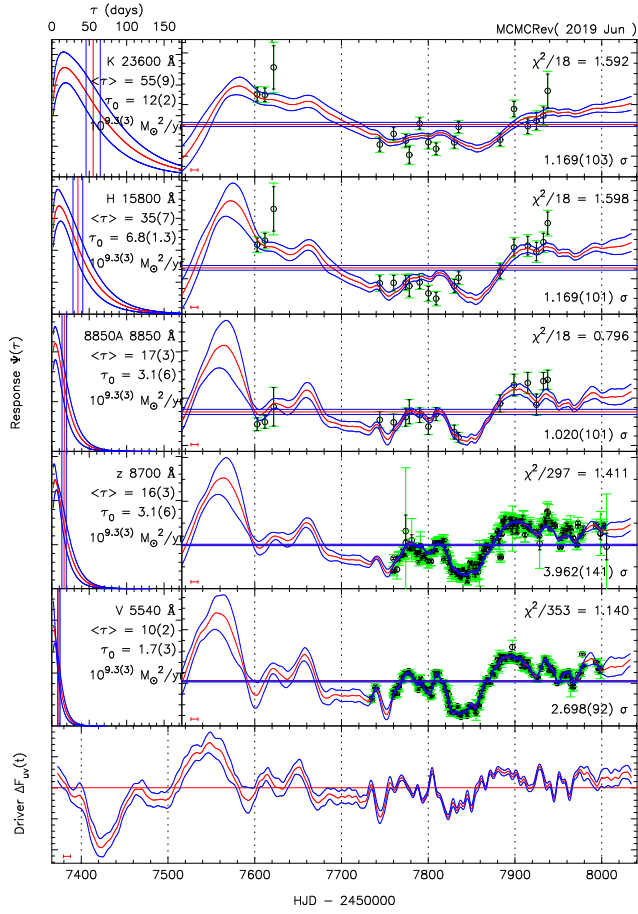 τ (days)
0 50 100 150
MCMCRev( 2019 Jun )
K 23600 Å
<τ> = 55(9)
τ0 = 12(2)
10^9.3(3) M⊙^2/yr
χ^2/18 = 1.592
1.169(103) σ
H 15800 Å
<τ> = 35(7)
τ0 = 6.8(1.3)
10^9.3(3) M⊙^2/yr
χ^2/18 = 1.598
1.169(101) σ
8850A 8850 Å
<τ> = 17(3)
τ0 = 3.1(6)
10^9.3(3) M⊙^2/yr
χ^2/18 = 0.796
1.020(101) σ
Response Ψ(τ)
z 8700 Å
<τ> = 16(3)
τ0 = 3.1(6)
10^9.3(3) M⊙^2/yr
χ^2/297 = 1.411
3.962(141) σ
V 5540 Å
<τ> = 10(2)
τ0 = 1.7(3)
10^9.3(3) M⊙^2/yr
χ^2/353 = 1.140
2.698(92) σ
Driver ΔFuv(t)
7400 7500 7600 7700 7800 7900 8000
HJD − 2450000